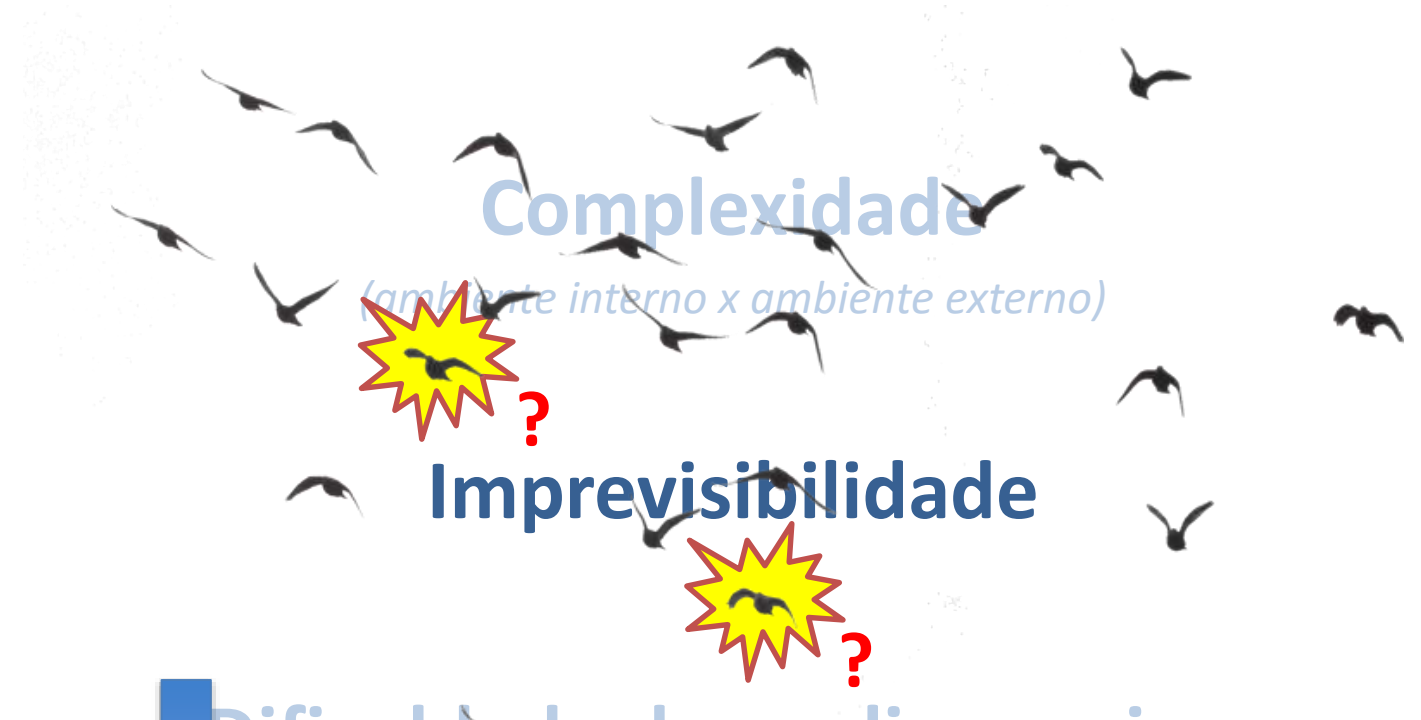 Complexidade
(ambiente interno x ambiente externo)
?
Imprevisibilidade
?